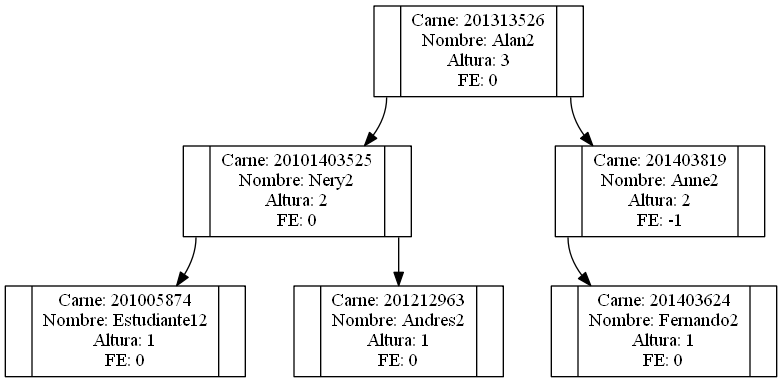 Carne: 201313526
Nombre: Alan2
Altura: 3
FE: 0
Carne: 20101403525
Nombre: Nery2
Altura: 2
FE: 0
Carne: 201403819
Nombre: Anne2
Altura: 2
FE: -1
Carne: 201005874
Nombre: Estudiante12
Altura: 1
FE: 0
Carne: 201212963
Nombre: Andres2
Altura: 1
FE: 0
Carne: 201403624
Nombre: Fernando2
Altura: 1
FE: 0